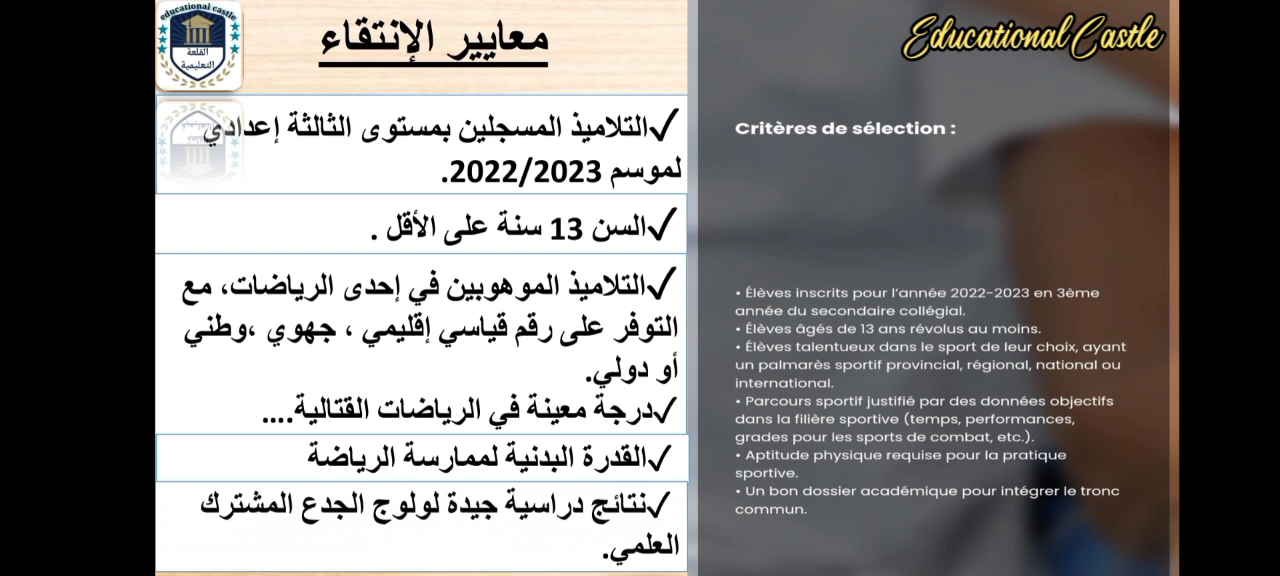 educational castle
القلعة
التعليمية
معايير الإنتقاء
✓التلاميذ المسجلين بمستوى الثالثة إعدادي
لموسم 2022/2023.
✓السن 13 سنة على الأقل .
✓التلاميذ الموهوبين في إحدى الرياضات، مع
التوفر على رقم قياسي إقليمي ، جهوي ،وطني
أو دولي.
✓درجة معينة في الرياضات القتالية....
✓القدرة البدنية لممارسة الرياضة
✓نتائج دراسية جيدة لولوج الجدع المشترك
العلمي.
Educational Castle
Critères de sélection :
• Élèves inscrits pour l’année 2022-2023 en 3ème
année du secondaire collégial.
• Élèves âgés de 13 ans révolus au moins.
• Élèves talentueux dans le sport de leur choix, ayant
un palmarès sportif provincial, régional, national ou
international.
• Parcours sportif justifié par des données objectifs
dans la filière sportive (temps, performances,
grades pour les sports de combat, etc.).
• Aptitude physique requise pour la pratique
sportive.
• Un bon dossier académique pour intégrer le tronc
commun.